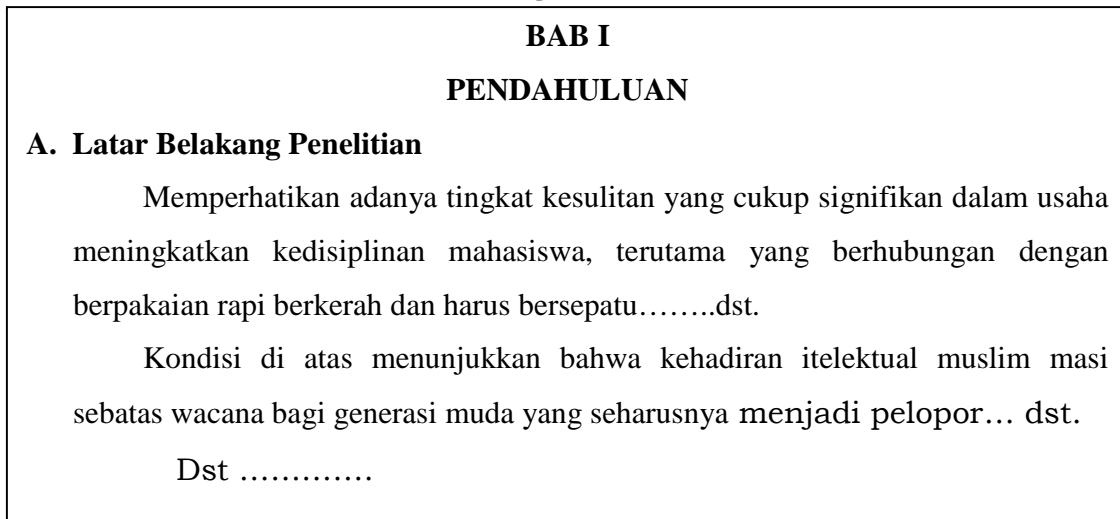 BAB I
PENDAHULUAN
A. Latar Belakang Penelitian
Memperhatikan adanya tingkat kesulitan yang cukup signifikan dalam usaha
meningkatkan kedisiplinan mahasiswa, terutama yang berhubungan dengan
berpakaian rapi berkerah dan harus bersepatu……..dst.
Kondisi di atas menunjukkan bahwa kehadiran itelektual muslim masi
sebatas wacana bagi generasi muda yang seharusnya menjadi pelopor… dst.
Dst ………….